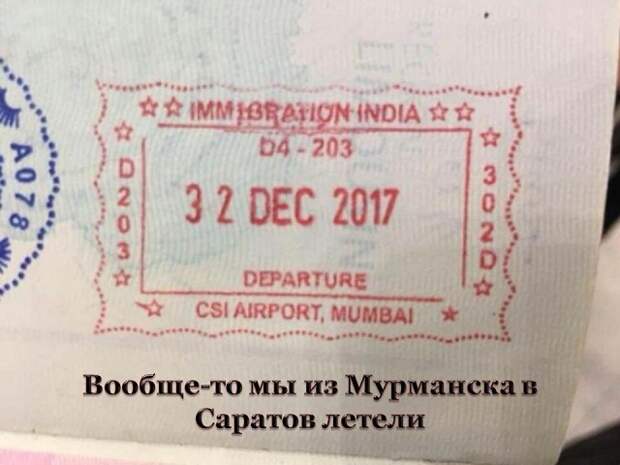 ☆ ☆ IMMIGRATION INDIA ☆ ☆
D4 - 203
D203
32 DEC 2017
302D
DEPARTURE
☆ CSI AIRPORT, MUMBAI ★
A078
Вообще-то мы из Мурманска в
Саратов летели